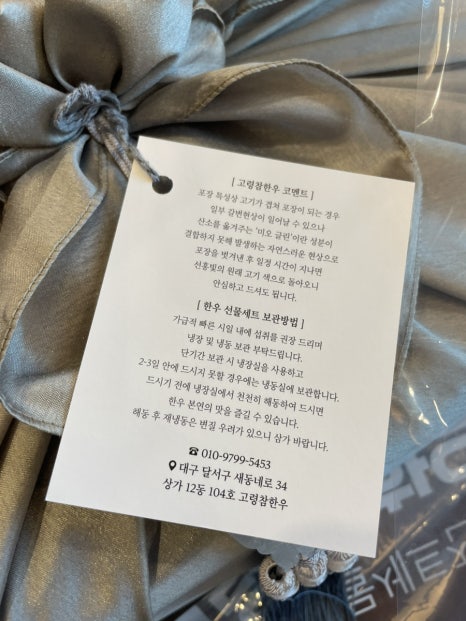 [ 고령참한우 코멘트 ]
포장 특성상 고기가 겹쳐 포장이 되는 경우
일부 갈변현상이 일어날 수 있으나
산소를 옮겨주는 '미오 글린'이란 성분이
결합하지 못해 발생하는 자연스러운 현상으로
포장을 벗겨낸 후 일정 시간이 지나면
선홍빛의 원래 고기 색으로 돌아오니
안심하고 드셔도 됩니다.
[ 한우 선물세트 보관방법 ]
가급적 빠른 시일 내에 섭취를 권장 드리며
냉장 및 냉동 보관 부탁드립니다.
단기간 보관 시 냉장실을 사용하고
2-3일 안에 드시지 못할 경우에는 냉동실에 보관합니다.
드시기 전에 냉장실에서 천천히 해동하여 드시면
한우 본연의 맛을 즐길 수 있습니다.
해동 후 재냉동은 변질 우려가 있으니 삼가 바랍니다.
☎ 010-9799-5453
대구 달서구 새동네로 34
상가 12동 104호 고령참한우